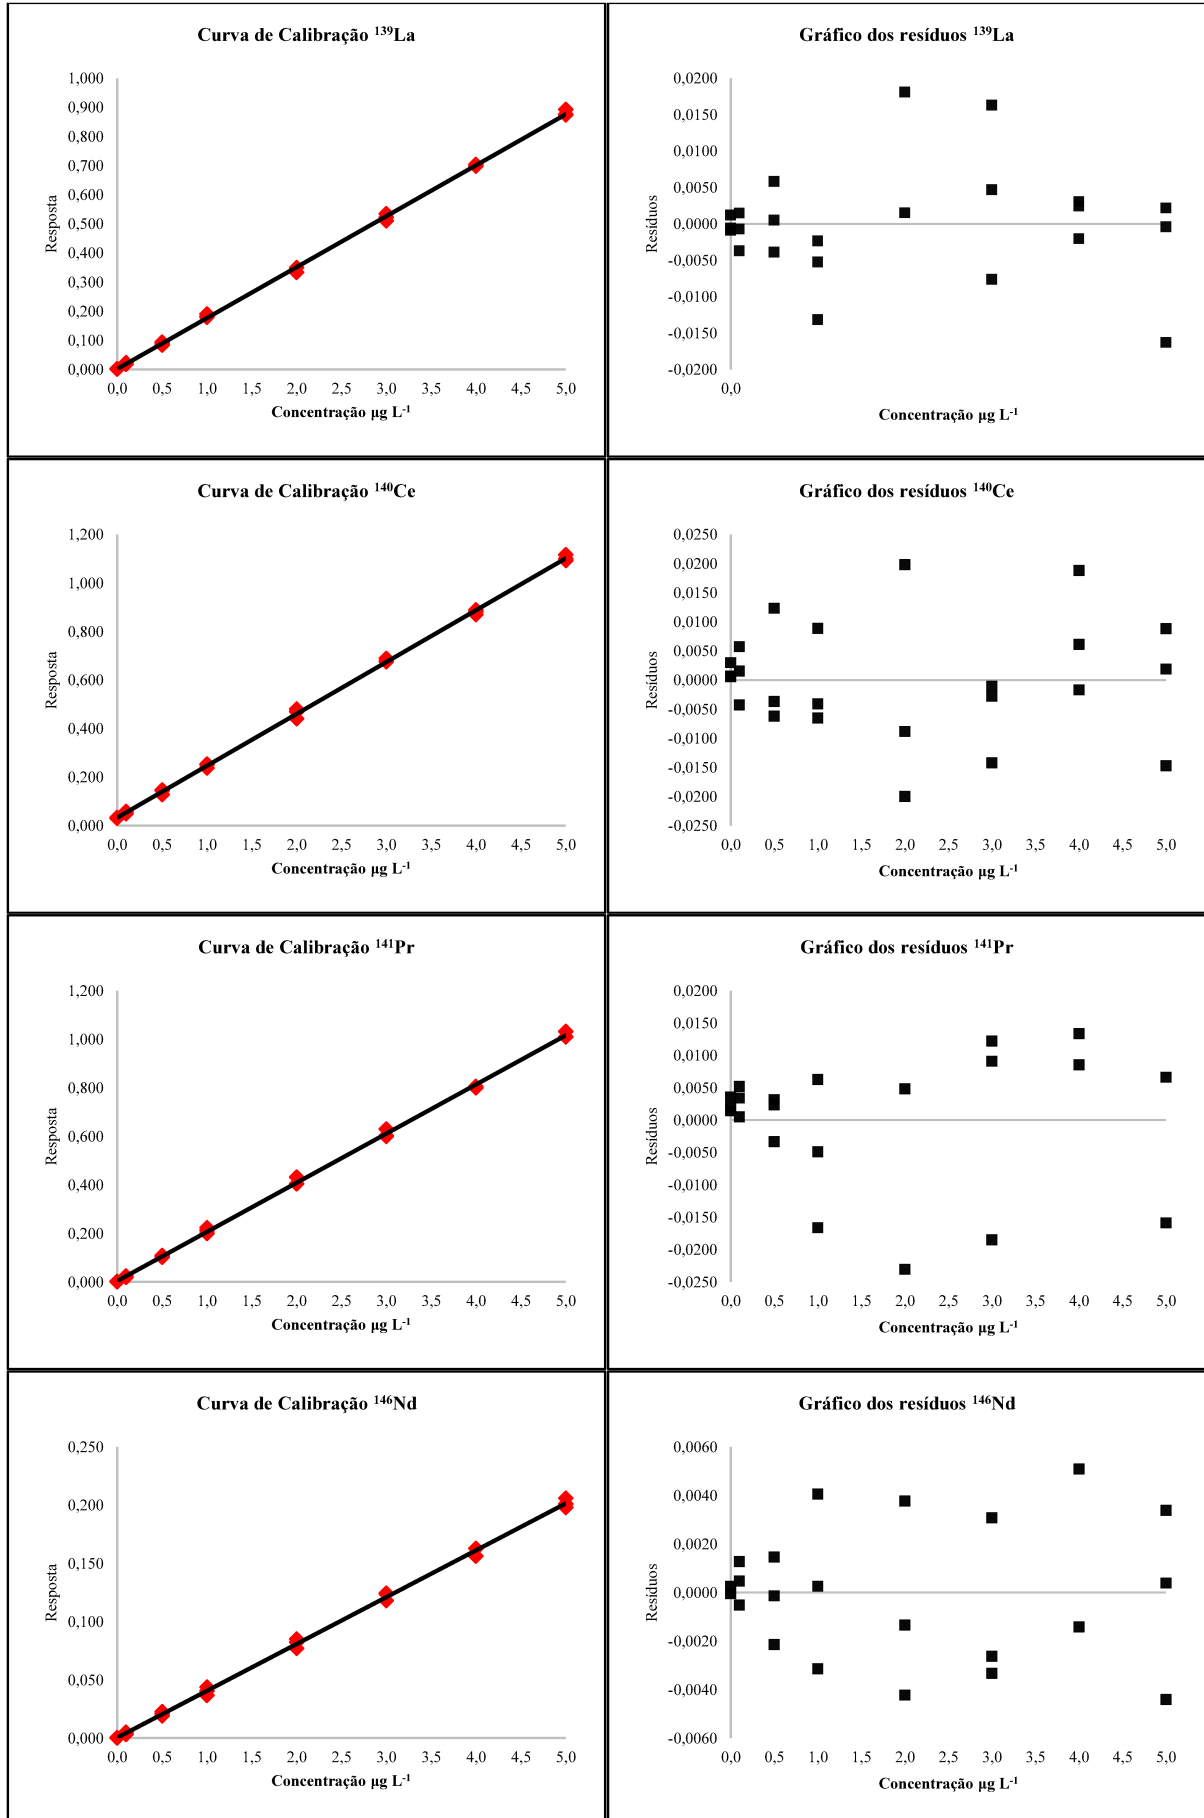 Curva de Calibração ¹³⁹La
1,000
0,900
0,800
0,700
0,600
0,500
0,400
0,300
0,200
0,100
0,000
Resposta
0,0 0,5 1,0 1,5 2,0 2,5 3,0 3,5 4,0 4,5 5,0
Concentração µg L⁻¹
Gráfico dos resíduos ¹³⁹La
0,0200
0,0150
0,0100
0,0050
0,0000
-0,0050
-0,0100
-0,0150
-0,0200
Resíduos
0,0
Concentração µg L⁻¹
Curva de Calibração ¹⁴⁰Ce
1,200
1,000
0,800
0,600
0,400
0,200
0,000
Resposta
0,0 0,5 1,0 1,5 2,0 2,5 3,0 3,5 4,0 4,5 5,0
Concentração µg L⁻¹
Gráfico dos resíduos ¹⁴⁰Ce
0,0250
0,0200
0,0150
0,0100
0,0050
0,0000
-0,0050
-0,0100
-0,0150
-0,0200
-0,0250
Resíduos
0,0 0,5 1,0 1,5 2,0 2,5 3,0 3,5 4,0 4,5 5,0
Concentração µg L⁻¹
Curva de Calibração ¹⁴¹Pr
1,200
1,000
0,800
0,600
0,400
0,200
0,000
Resposta
0,0 0,5 1,0 1,5 2,0 2,5 3,0 3,5 4,0 4,5 5,0
Concentração µg L⁻¹
Gráfico dos resíduos ¹⁴¹Pr
0,0200
0,0150
0,0100
0,0050
0,0000
-0,0050
-0,0100
-0,0150
-0,0200
-0,0250
Resíduos
0,0 0,5 1,0 1,5 2,0 2,5 3,0 3,5 4,0 4,5 5,0
Concentração µg L⁻¹
Curva de Calibração ¹⁴⁶Nd
0,250
0,200
0,150
0,100
0,050
0,000
Resposta
0,0 0,5 1,0 1,5 2,0 2,5 3,0 3,5 4,0 4,5 5,0
Concentração µg L⁻¹
Gráfico dos resíduos ¹⁴⁶Nd
0,0060
0,0040
0,0020
0,0000
-0,0020
-0,0040
-0,0060
Resíduos
0,0 0,5 1,0 1,5 2,0 2,5 3,0 3,5 4,0 4,5 5,0
Concentração µg L⁻¹